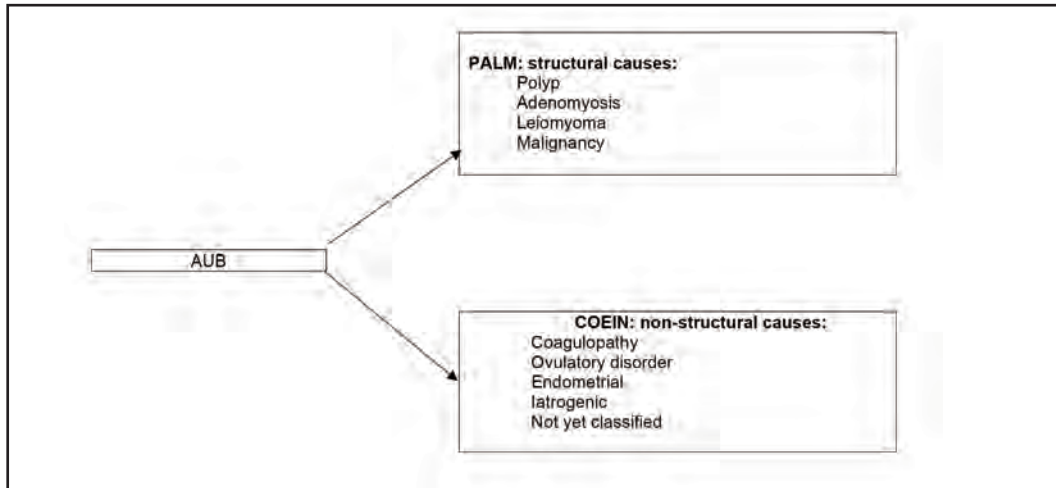 PALM: structural causes:
Polyp
Adenomyosis
Leiomyoma
Malignancy
AUB
COEIN: non-structural causes:
Coagulopathy
Ovulatory disorder
Endometrial
Iatrogenic
Not yet classified